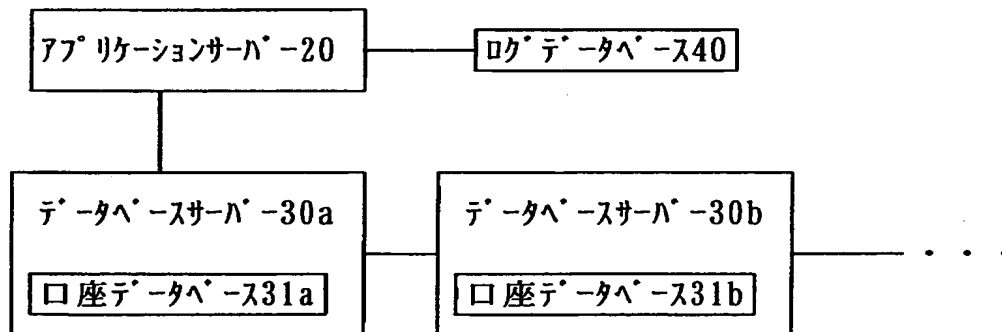 ｱﾌﾟﾘｹｰｼｮﾝｻｰﾊﾞｰ20
ﾛｸﾞﾃﾞｰﾀﾍﾞｰｽ40
ﾃﾞｰﾀﾍﾞｰｽｻｰﾊﾞｰ30a
ﾃﾞｰﾀﾍﾞｰｽｻｰﾊﾞｰ30b
口座ﾃﾞｰﾀﾍﾞｰｽ31a
口座ﾃﾞｰﾀﾍﾞｰｽ31b